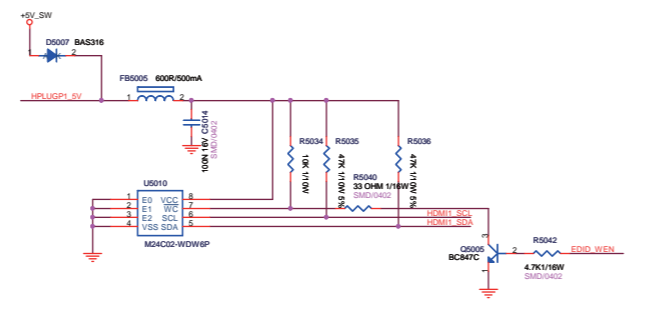 +5V_SW
D5007 BAS316
1 2
FB5005 600R/500mA
HPLUGP1_5V
1 2
C5014
100N 16V
SMD/0402
R5034
10K 1/10W
R5035
47K 1/10W 5%
R5036
47K 1/10W 5%
R5040
33 OHM 1/16W
SMD/0402
U5010
1 E0 VCC 8
2 E1 WC 7
3 E2 SCL 6
4 VSS SDA 5
M24C02-WDW6P
HDMI1_SCL
HDMI1_SDA
Q5005
BC847C
3
2
1
R5042
4.7K1/16W
SMD/0402
EDID_WEN